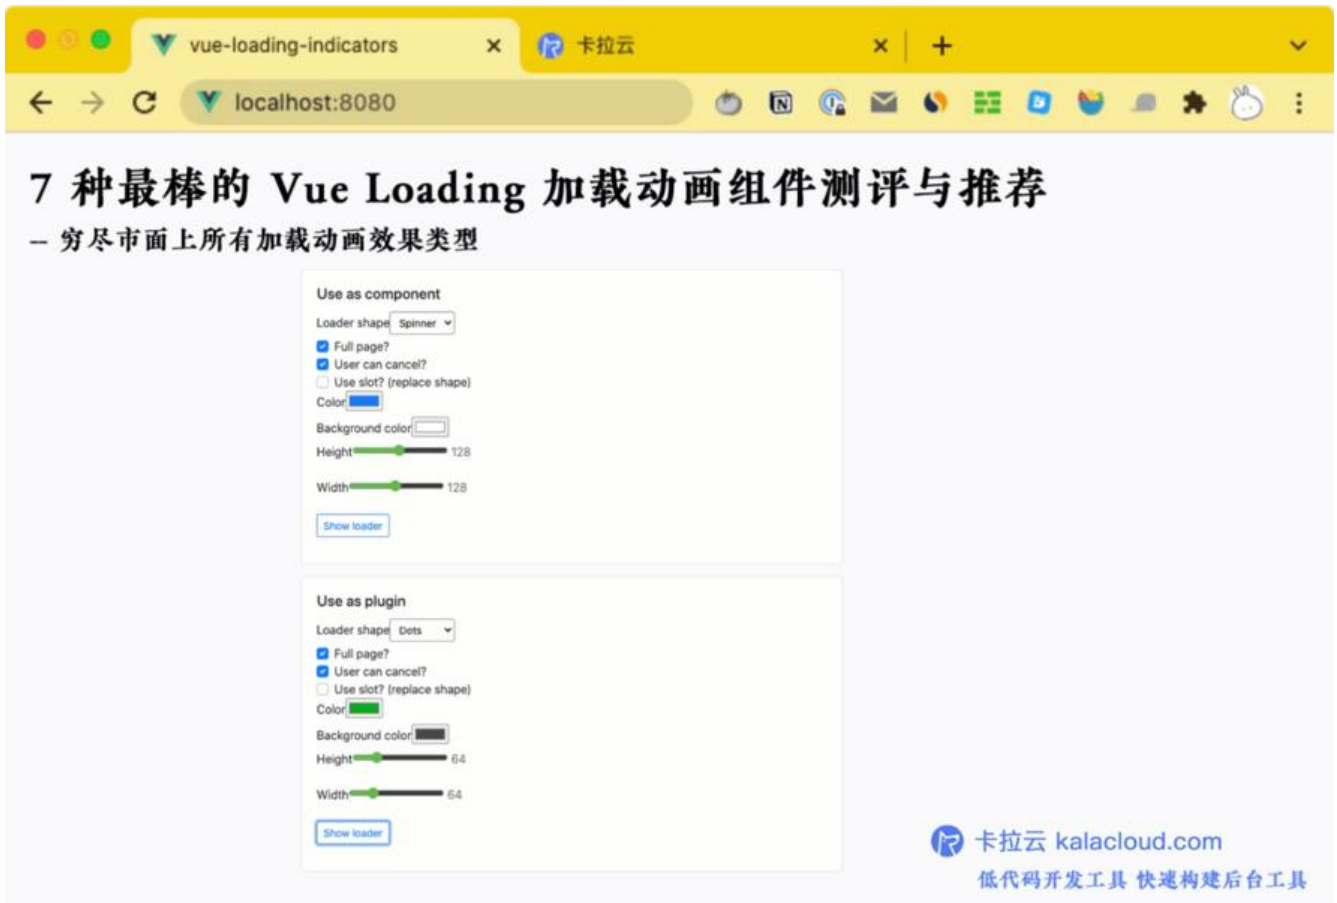 vue-loading-indicators
卡拉云
localhost:8080
7 种最棒的 Vue Loading 加载动画组件测评与推荐
-- 穷尽市面上所有加载动画效果类型
Use as component
Loader shape Spinner
Full page?
User can cancel?
Use slot? (replace shape)
Color
Background color
Height 128
Width 128
Show loader
Use as plugin
Loader shape Dots
Full page?
User can cancel?
Use slot? (replace shape)
Color
Background color
Height 64
Width 64
Show loader
卡拉云 kalacloud.com
低代码开发工具 快速构建后台工具